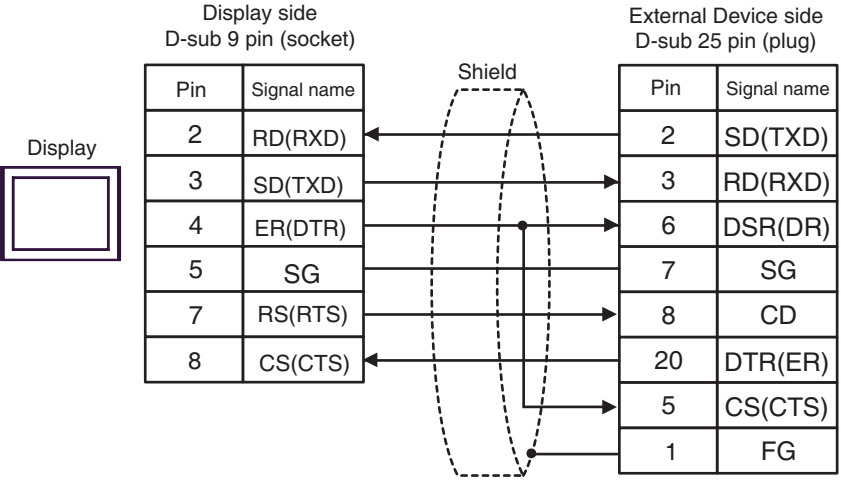 Display side
D-sub 9 pin (socket)
External Device side
D-sub 25 pin (plug)
Shield
Display
Pin Signal name
2 RD(RXD)
3 SD(TXD)
4 ER(DTR)
5 SG
7 RS(RTS)
8 CS(CTS)
Pin Signal name
2 SD(TXD)
3 RD(RXD)
6 DSR(DR)
7 SG
8 CD
20 DTR(ER)
5 CS(CTS)
1 FG